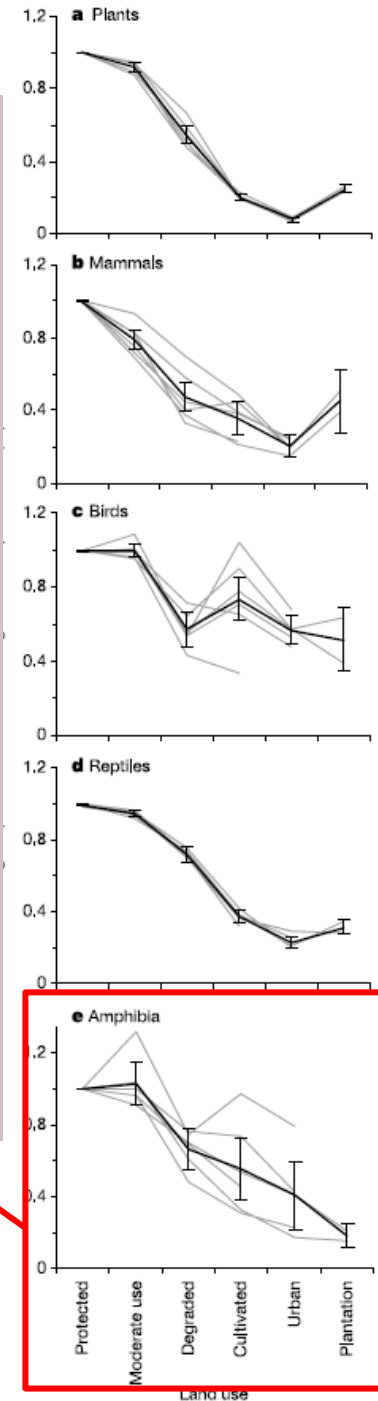 1.2
a Plants
0.8
0.4
0
1.2
b Mammals
0.8
0.4
0
1.2
c Birds
0.8
0.4
0
1.2
d Reptiles
0.8
0.4
0
e Amphibia
1.2
0.8
0.4
0
Protected
Moderate use
Degraded
Cultivated
Urban
Plantation
Land use